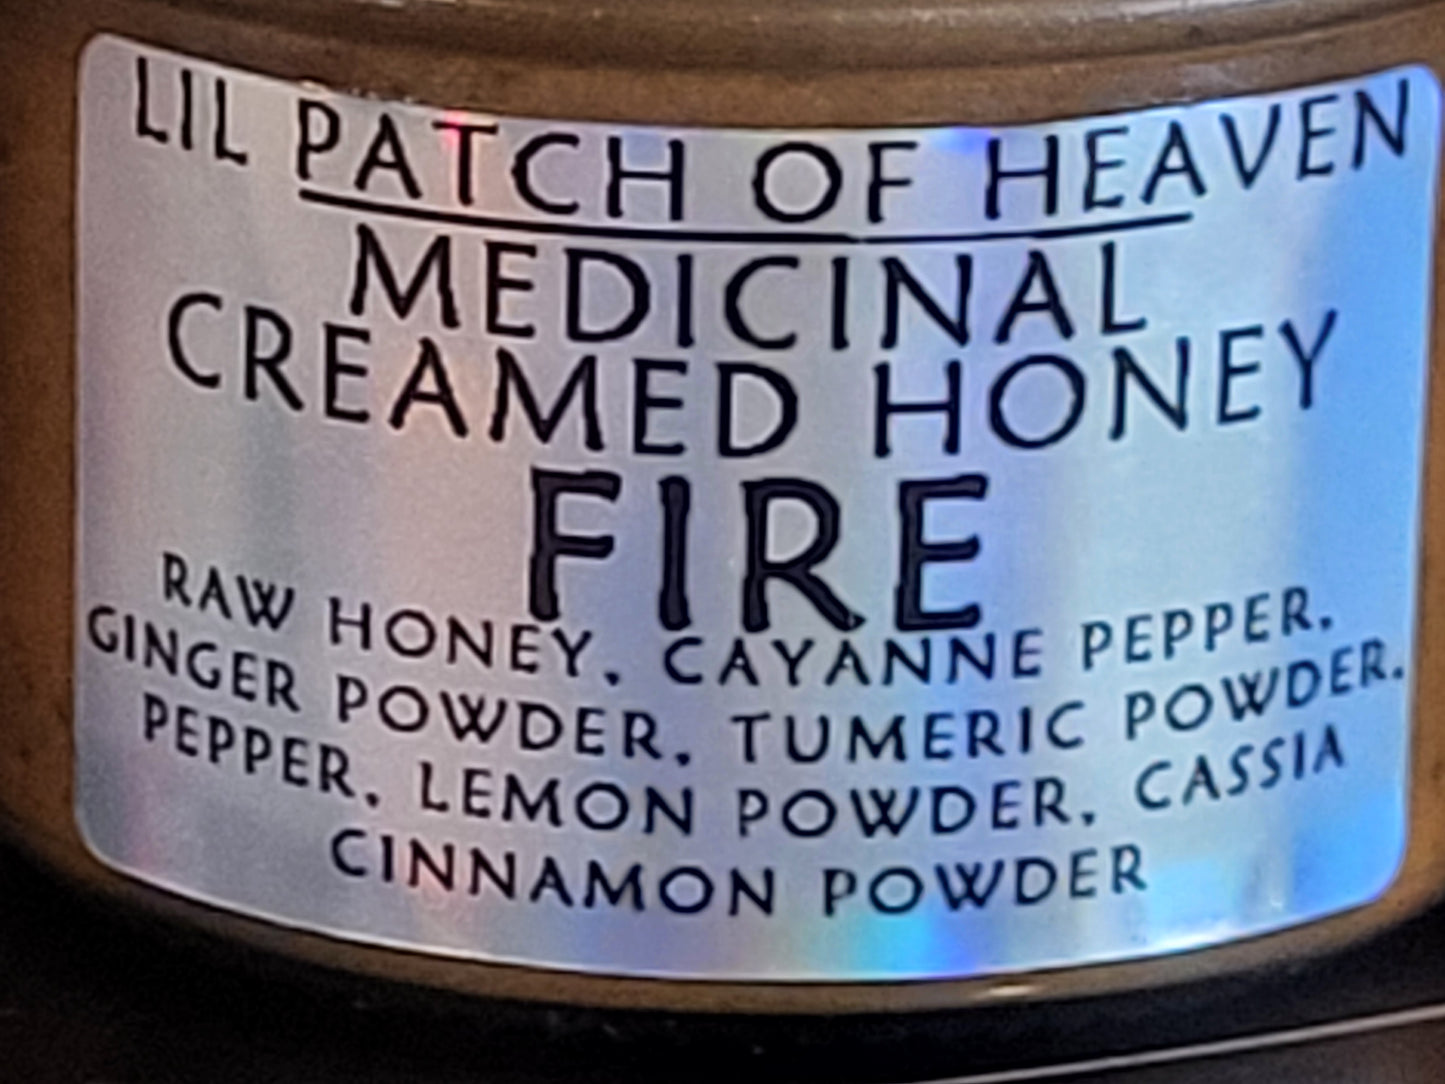 LIL PATCH OF HEAVEN
MEDICINAL
CREAMED HONEY
FIRE
RAW HONEY, CAYANNE PEPPER,
GINGER POWDER, TUMERIC POWDER,
PEPPER, LEMON POWDER, CASSIA
CINNAMON POWDER